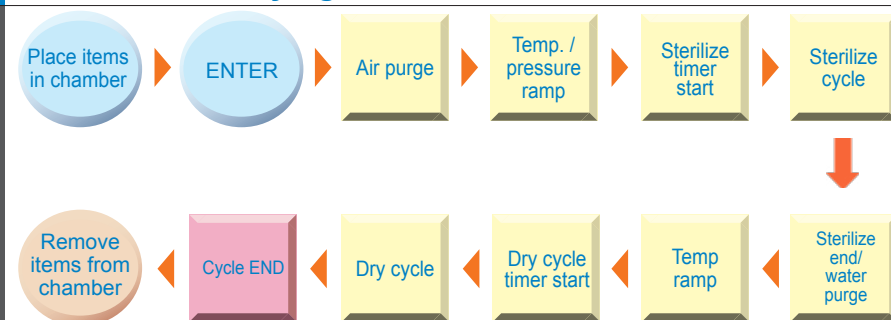 Place items
in chamber
ENTER
Air purge
Temp. /
pressure
ramp
Sterilize
timer
start
Sterilize
cycle
Remove
items from
chamber
Cycle END
Dry cycle
Dry cycle
timer start
Temp
ramp
Sterilize
end/
water
purge